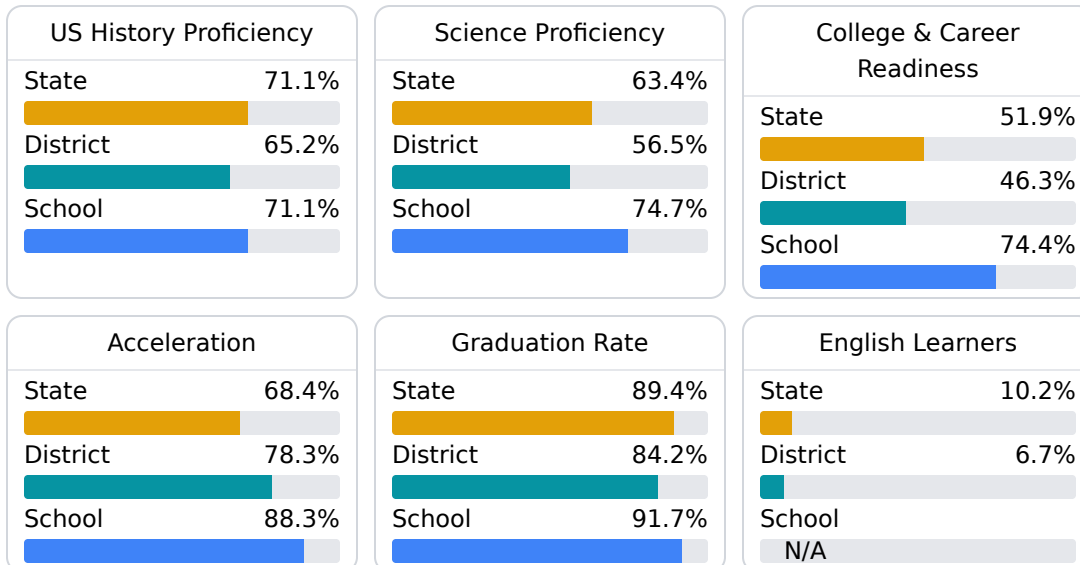 US History Proficiency
State 71.1%
District 65.2%
School 71.1%
Science Proficiency
State 63.4%
District 56.5%
School 74.7%
College & Career
Readiness
State 51.9%
District 46.3%
School 74.4%
Acceleration
State 68.4%
District 78.3%
School 88.3%
Graduation Rate
State 89.4%
District 84.2%
School 91.7%
English Learners
State 10.2%
District 6.7%
School
N/A